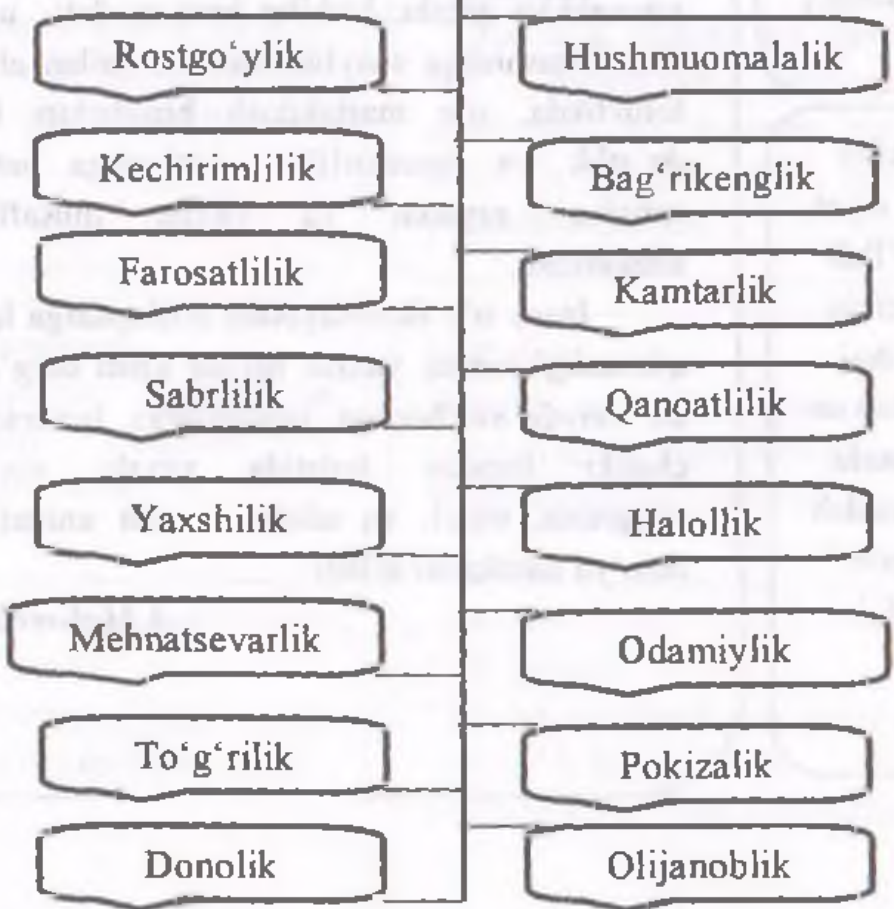 Rostgo‘ylik
Hushmuomalalik
Kechirimlilik
Bag‘rikenglik
Farosatlilik
Kamtarlik
Sabrlilik
Qanoatlilik
Yaxshilik
Halollik
Mehnatsevarlik
Odamiylik
To‘g‘rilik
Pokizalik
Donolik
Olijanoblik